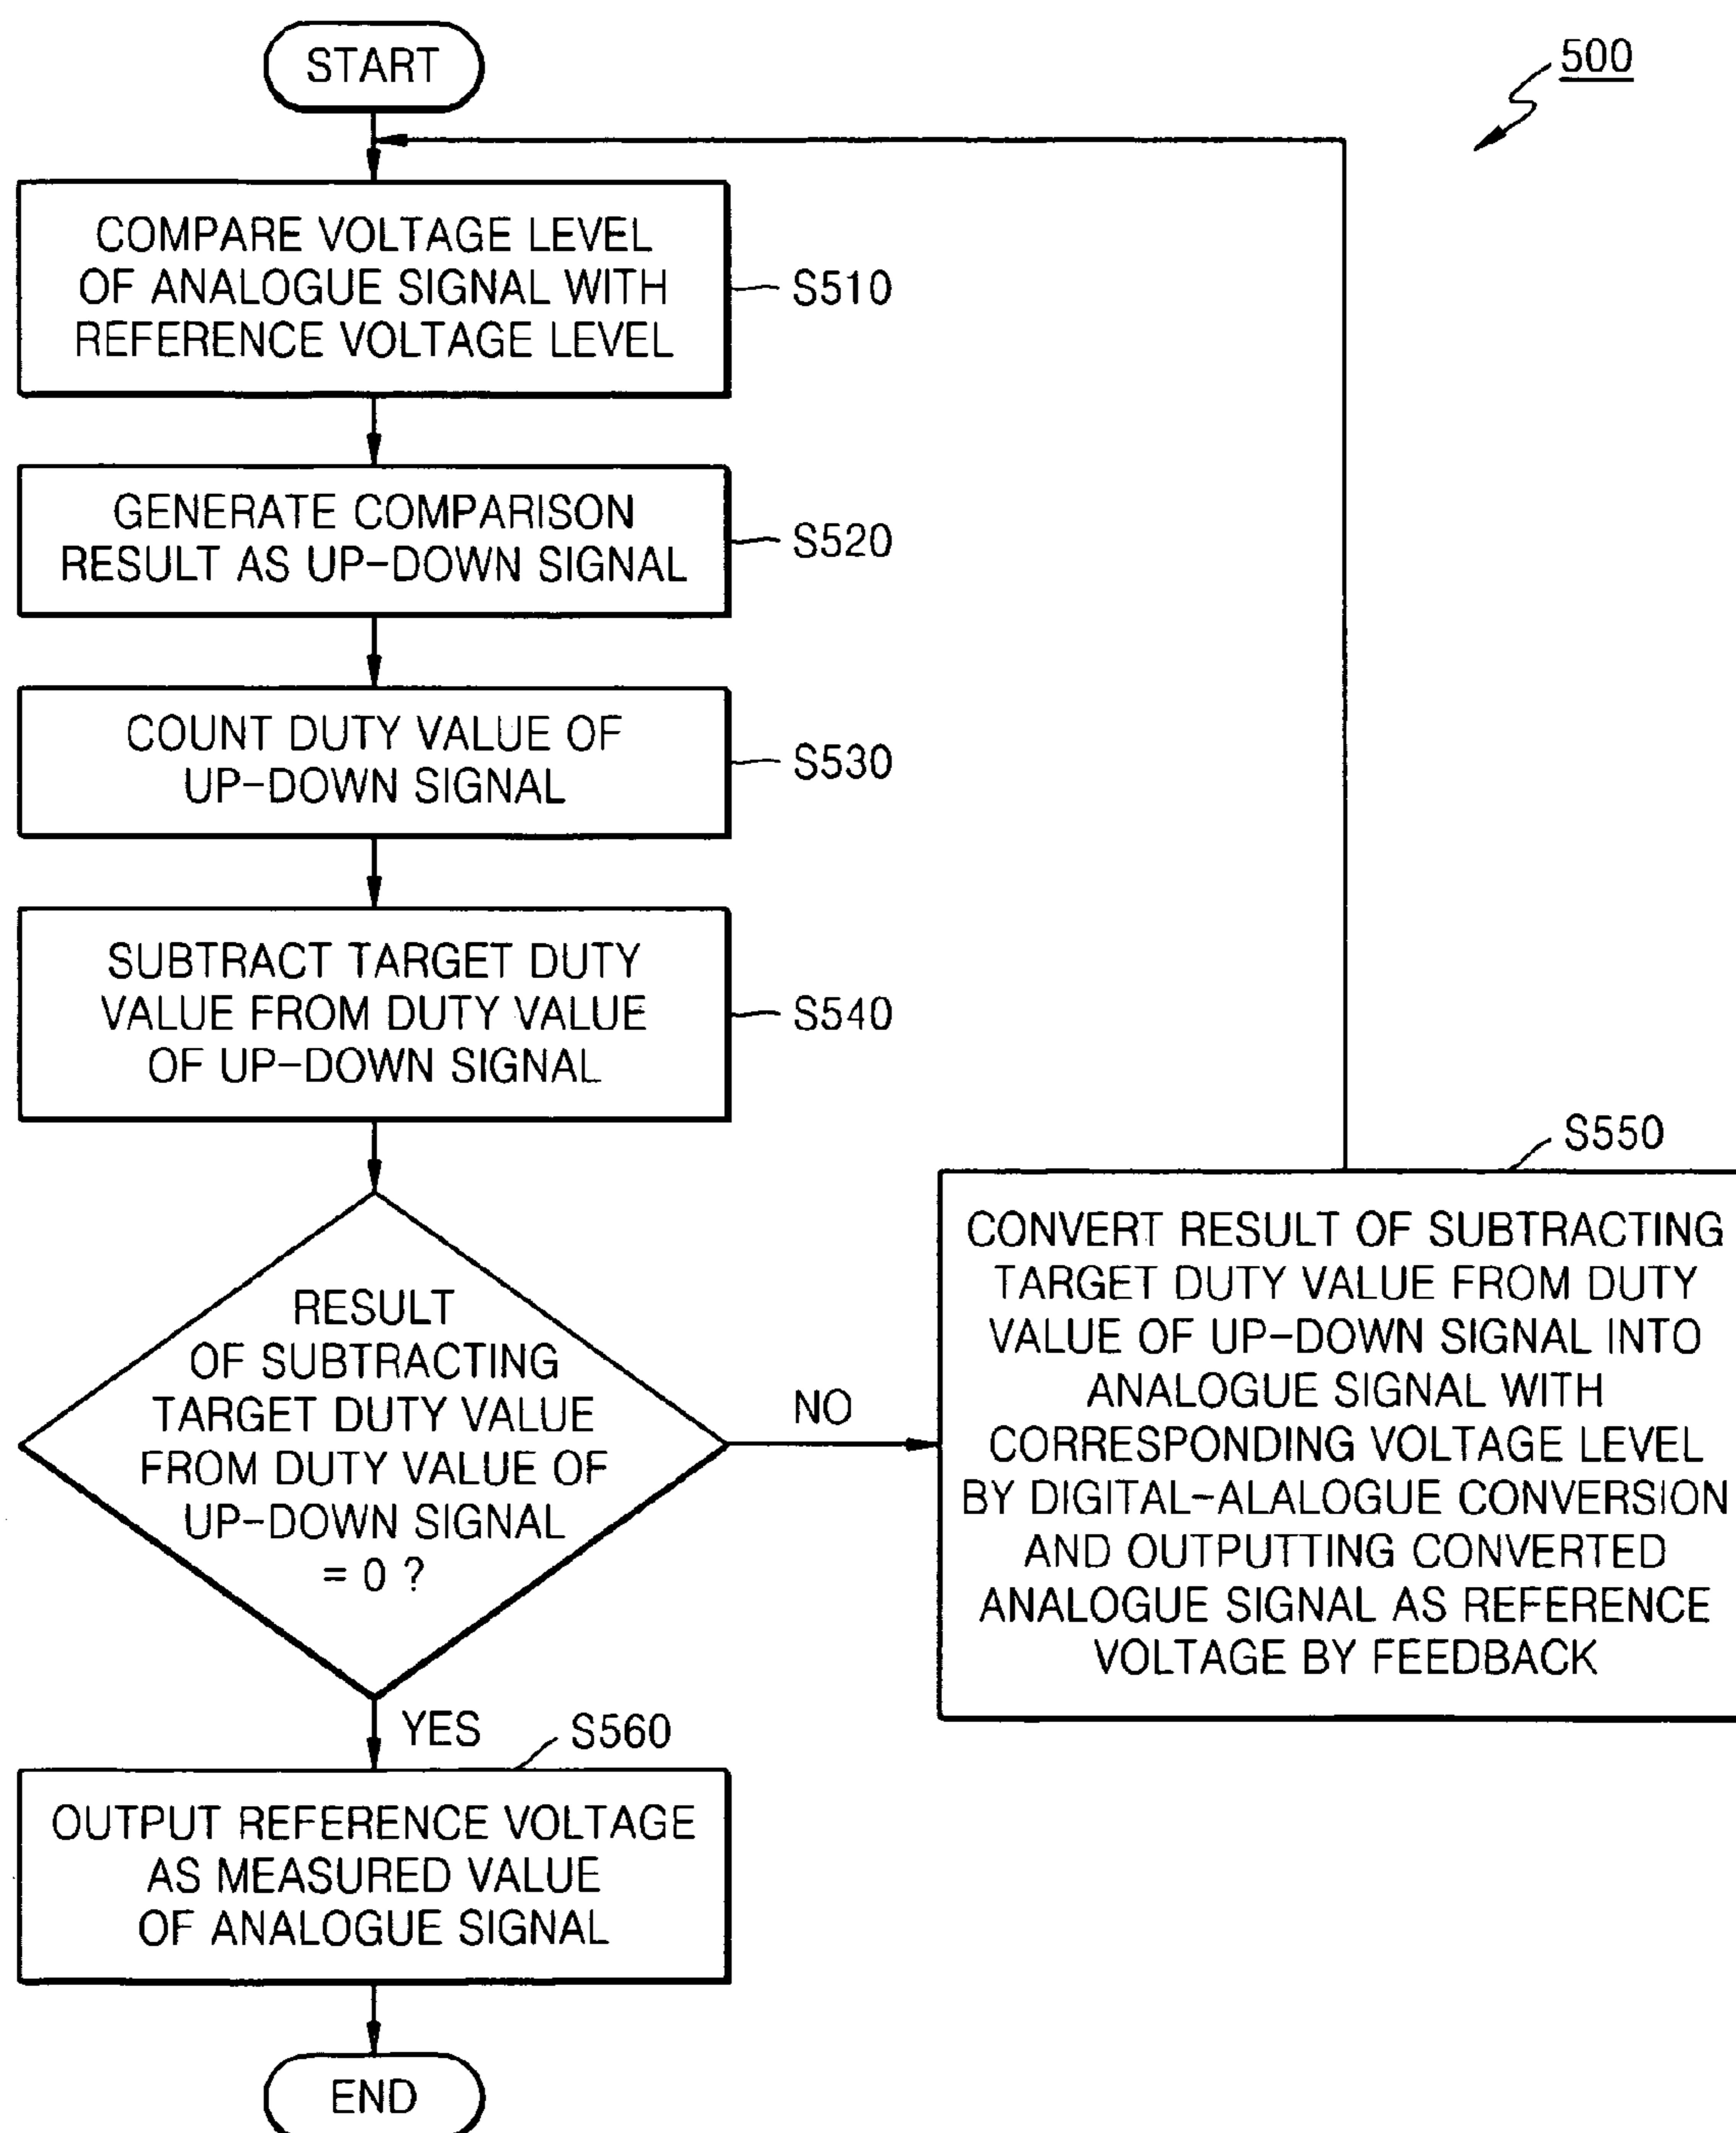 START
500
COMPARE VOLTAGE LEVEL
OF ANALOGUE SIGNAL WITH
REFERENCE VOLTAGE LEVEL
S510
GENERATE COMPARISON
RESULT AS UP-DOWN SIGNAL
S520
COUNT DUTY VALUE OF
UP-DOWN SIGNAL
S530
SUBTRACT TARGET DUTY
VALUE FROM DUTY VALUE
OF UP-DOWN SIGNAL
S540
RESULT
OF SUBTRACTING
TARGET DUTY VALUE
FROM DUTY VALUE OF
UP-DOWN SIGNAL
= 0 ?
NO
S550
CONVERT RESULT OF SUBTRACTING
TARGET DUTY VALUE FROM DUTY
VALUE OF UP-DOWN SIGNAL INTO
ANALOGUE SIGNAL WITH
CORRESPONDING VOLTAGE LEVEL
BY DIGITAL-ALALOGUE CONVERSION
AND OUTPUTTING CONVERTED
ANALOGUE SIGNAL AS REFERENCE
VOLTAGE BY FEEDBACK
YES
S560
OUTPUT REFERENCE VOLTAGE
AS MEASURED VALUE
OF ANALOGUE SIGNAL
END